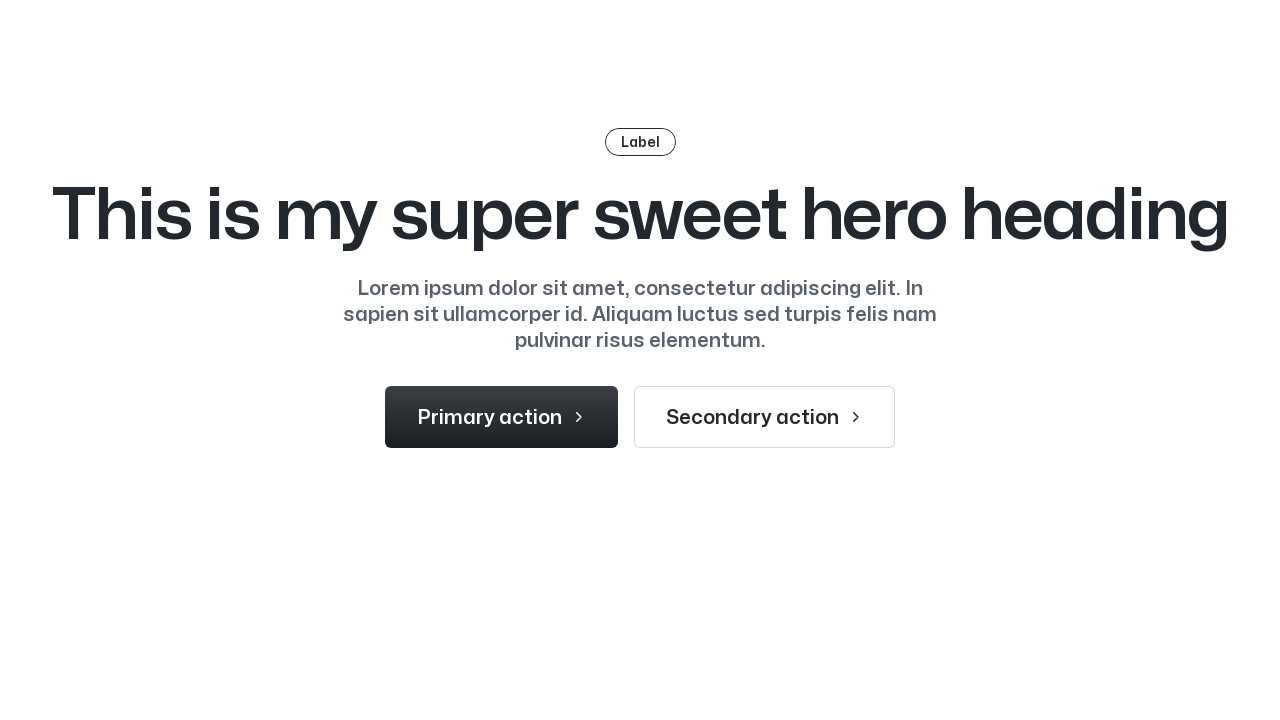 Label
This is my super sweet hero heading
Lorem ipsum dolor sit amet, consectetur adipiscing elit. In
sapien sit ullamcorper id. Aliquam luctus sed turpis felis nam
pulvinar risus elementum.
Primary action
Secondary action